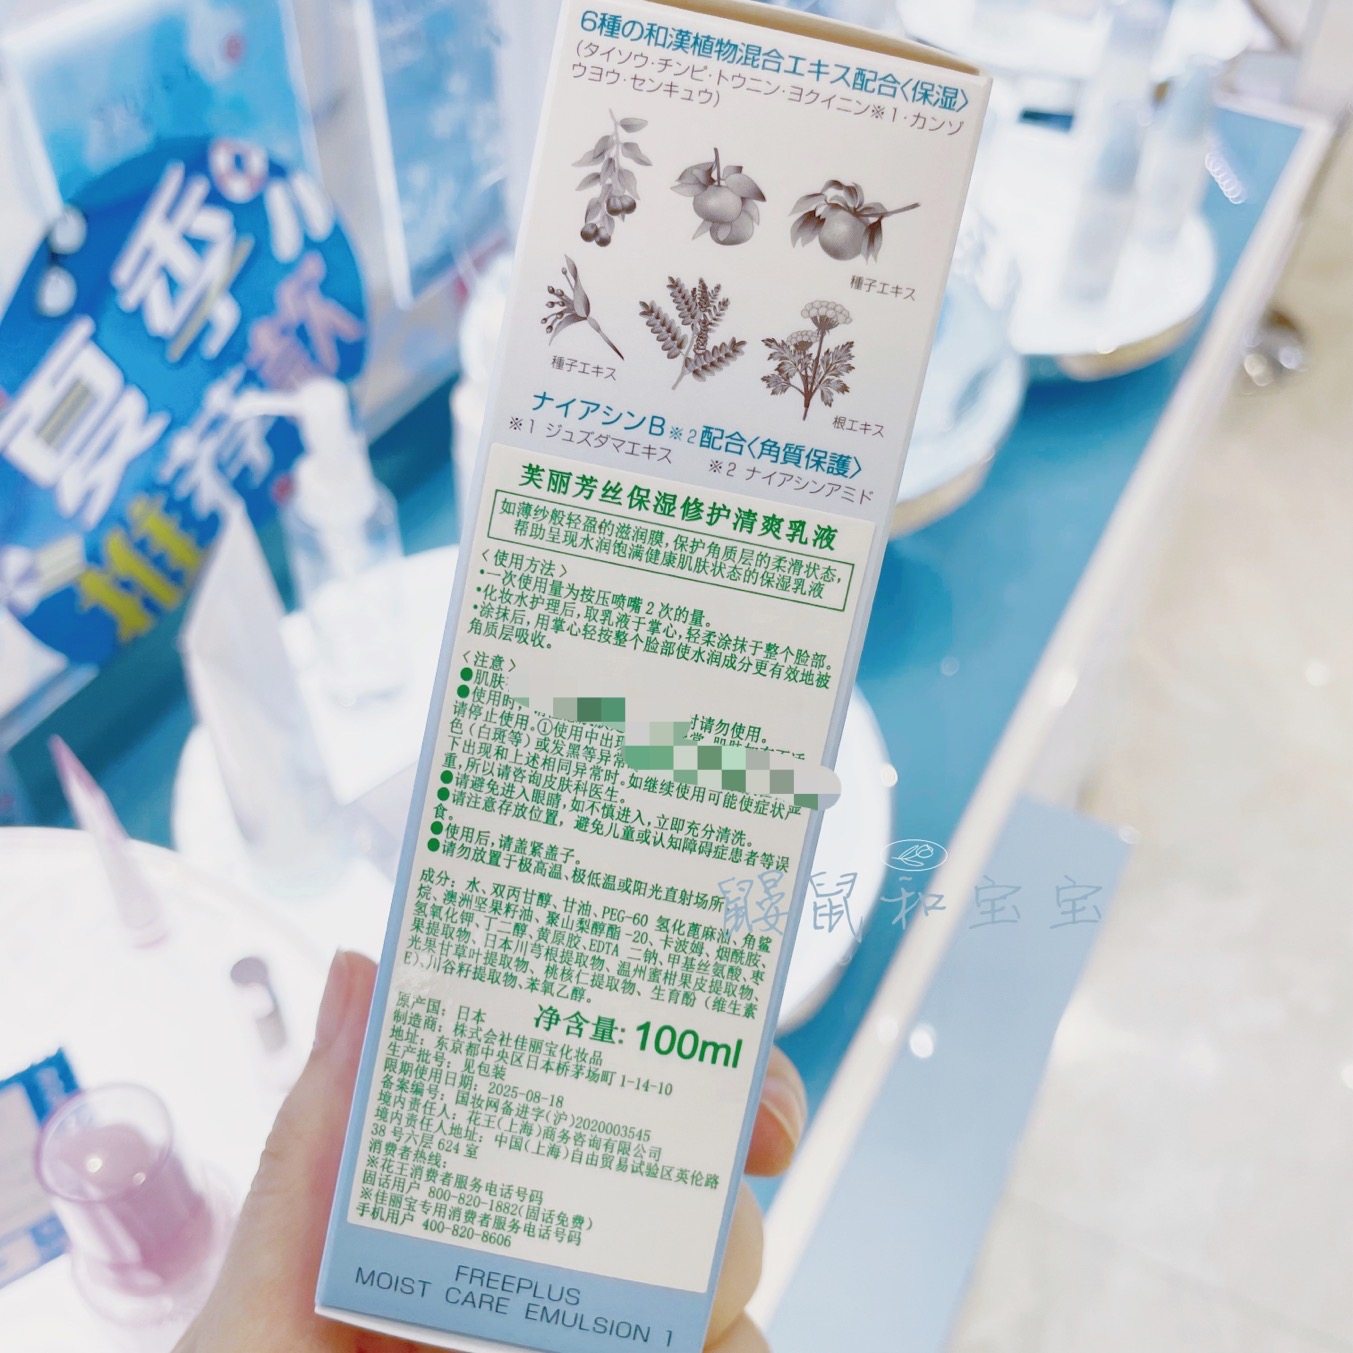 6種の和漢植物混合エキス配合〈保湿〉
(タイソウ・チンピ・トウニン・ヨクイニン※1・カンゾ
ウヨウ・センキュウ)
種子エキス
種子エキス
根エキス
ナイアシンB※2配合〈角質保護〉
※1 ジュズダマエキス ※2 ナイアシンアミド
芙丽芳丝保湿修护清爽乳液
如薄纱般轻盈的滋润膜,保护角质层的柔滑状态,
帮助呈现水润饱满健康肌肤状态的保湿乳液
〈使用方法〉
·一次使用量为按压喷嘴2次的量。
·化妆水护理后,取乳液于掌心,轻柔涂抹于整个脸部。
·涂抹后,用掌心轻按整个脸部使水润成分更有效地被
角质层吸收。
〈注意〉
●肌肤 时请勿使用。
●使用时,
请停止使用。①使用中出现
色(白斑等)或发黑等异常
下出现和上述相同异常时。如继续使用可能使症状严
重,所以请咨询皮肤科医生。
●请避免进入眼睛,如不慎进入,立即充分清洗。
●请注意存放位置,避免儿童或认知障碍症患者等误
食。
●使用后,请盖紧盖子。
●请勿放置于极高温、极低温或阳光直射场所
成分:水、双丙甘醇、甘油、PEG-60 氢化蓖麻油、角鲨
烷、澳洲坚果籽油、聚山梨醇酯-20、卡波姆、烟酰胺、
氢氧化钾、丁二醇、黄原胶、EDTA 二钠、甲基丝氨酸、枣
果提取物、日本川芎根提取物、温州蜜柑果皮提取物、
光果甘草叶提取物、桃核仁提取物、生育酚(维生素
E)、川谷籽提取物、苯氧乙醇。
净含量:100ml
原产国:日本
制造商:株式会社佳丽宝化妆品
地址:东京都中央区日本桥茅场町1-14-10
生产批号:见包装
限期使用日期:2025-08-18
备案编号:国妆网备进字(沪)2020003545
境内责任人:花王(上海)商务咨询有限公司
境内责任人地址:中国(上海)自由贸易试验区英伦路
38号六层624室
消费者热线:
※花王消费者服务电话号码
固话用户 800-820-1882(固话免费)
※佳丽宝专用消费者服务电话号码
手机用户 400-820-8606
FREEPLUS
MOIST CARE EMULSION 1
夏季
鼹鼠和宝宝